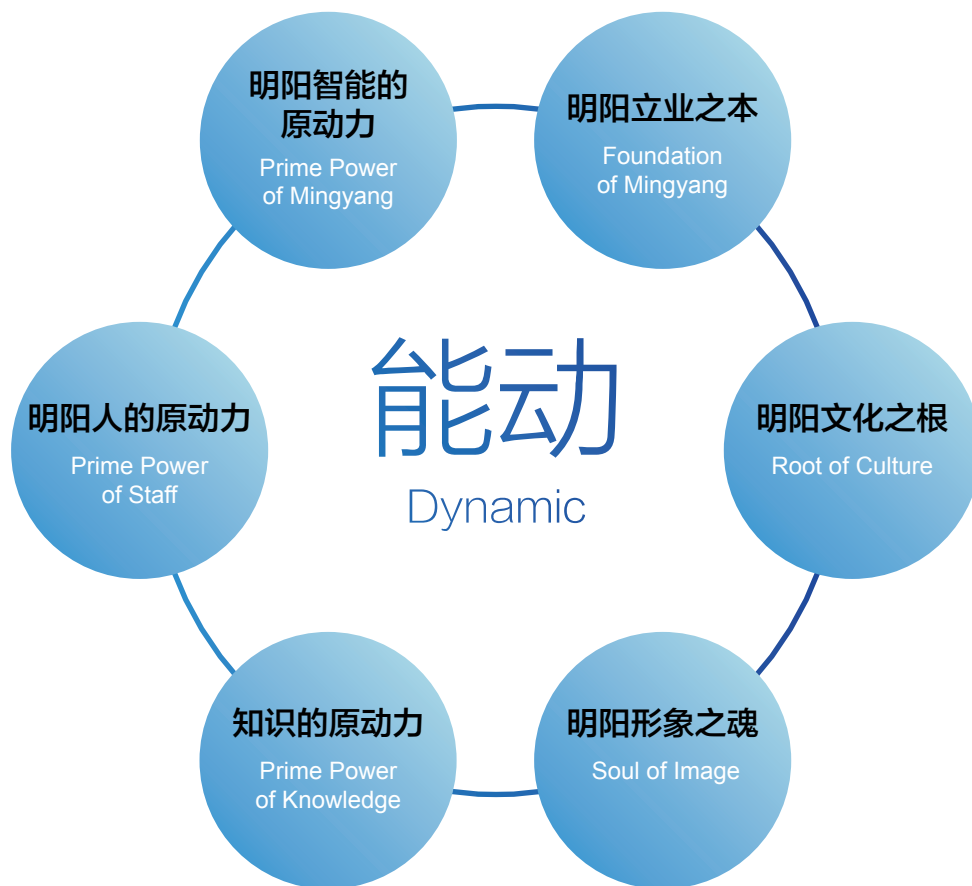 明阳智能的
原动力
Prime Power
of Mingyang
明阳立业之本
Foundation
of Mingyang
明阳人的原动力
Prime Power
of Staff
能动
Dynamic
明阳文化之根
Root of Culture
知识的原动力
Prime Power
of Knowledge
明阳形象之魂
Soul of Image